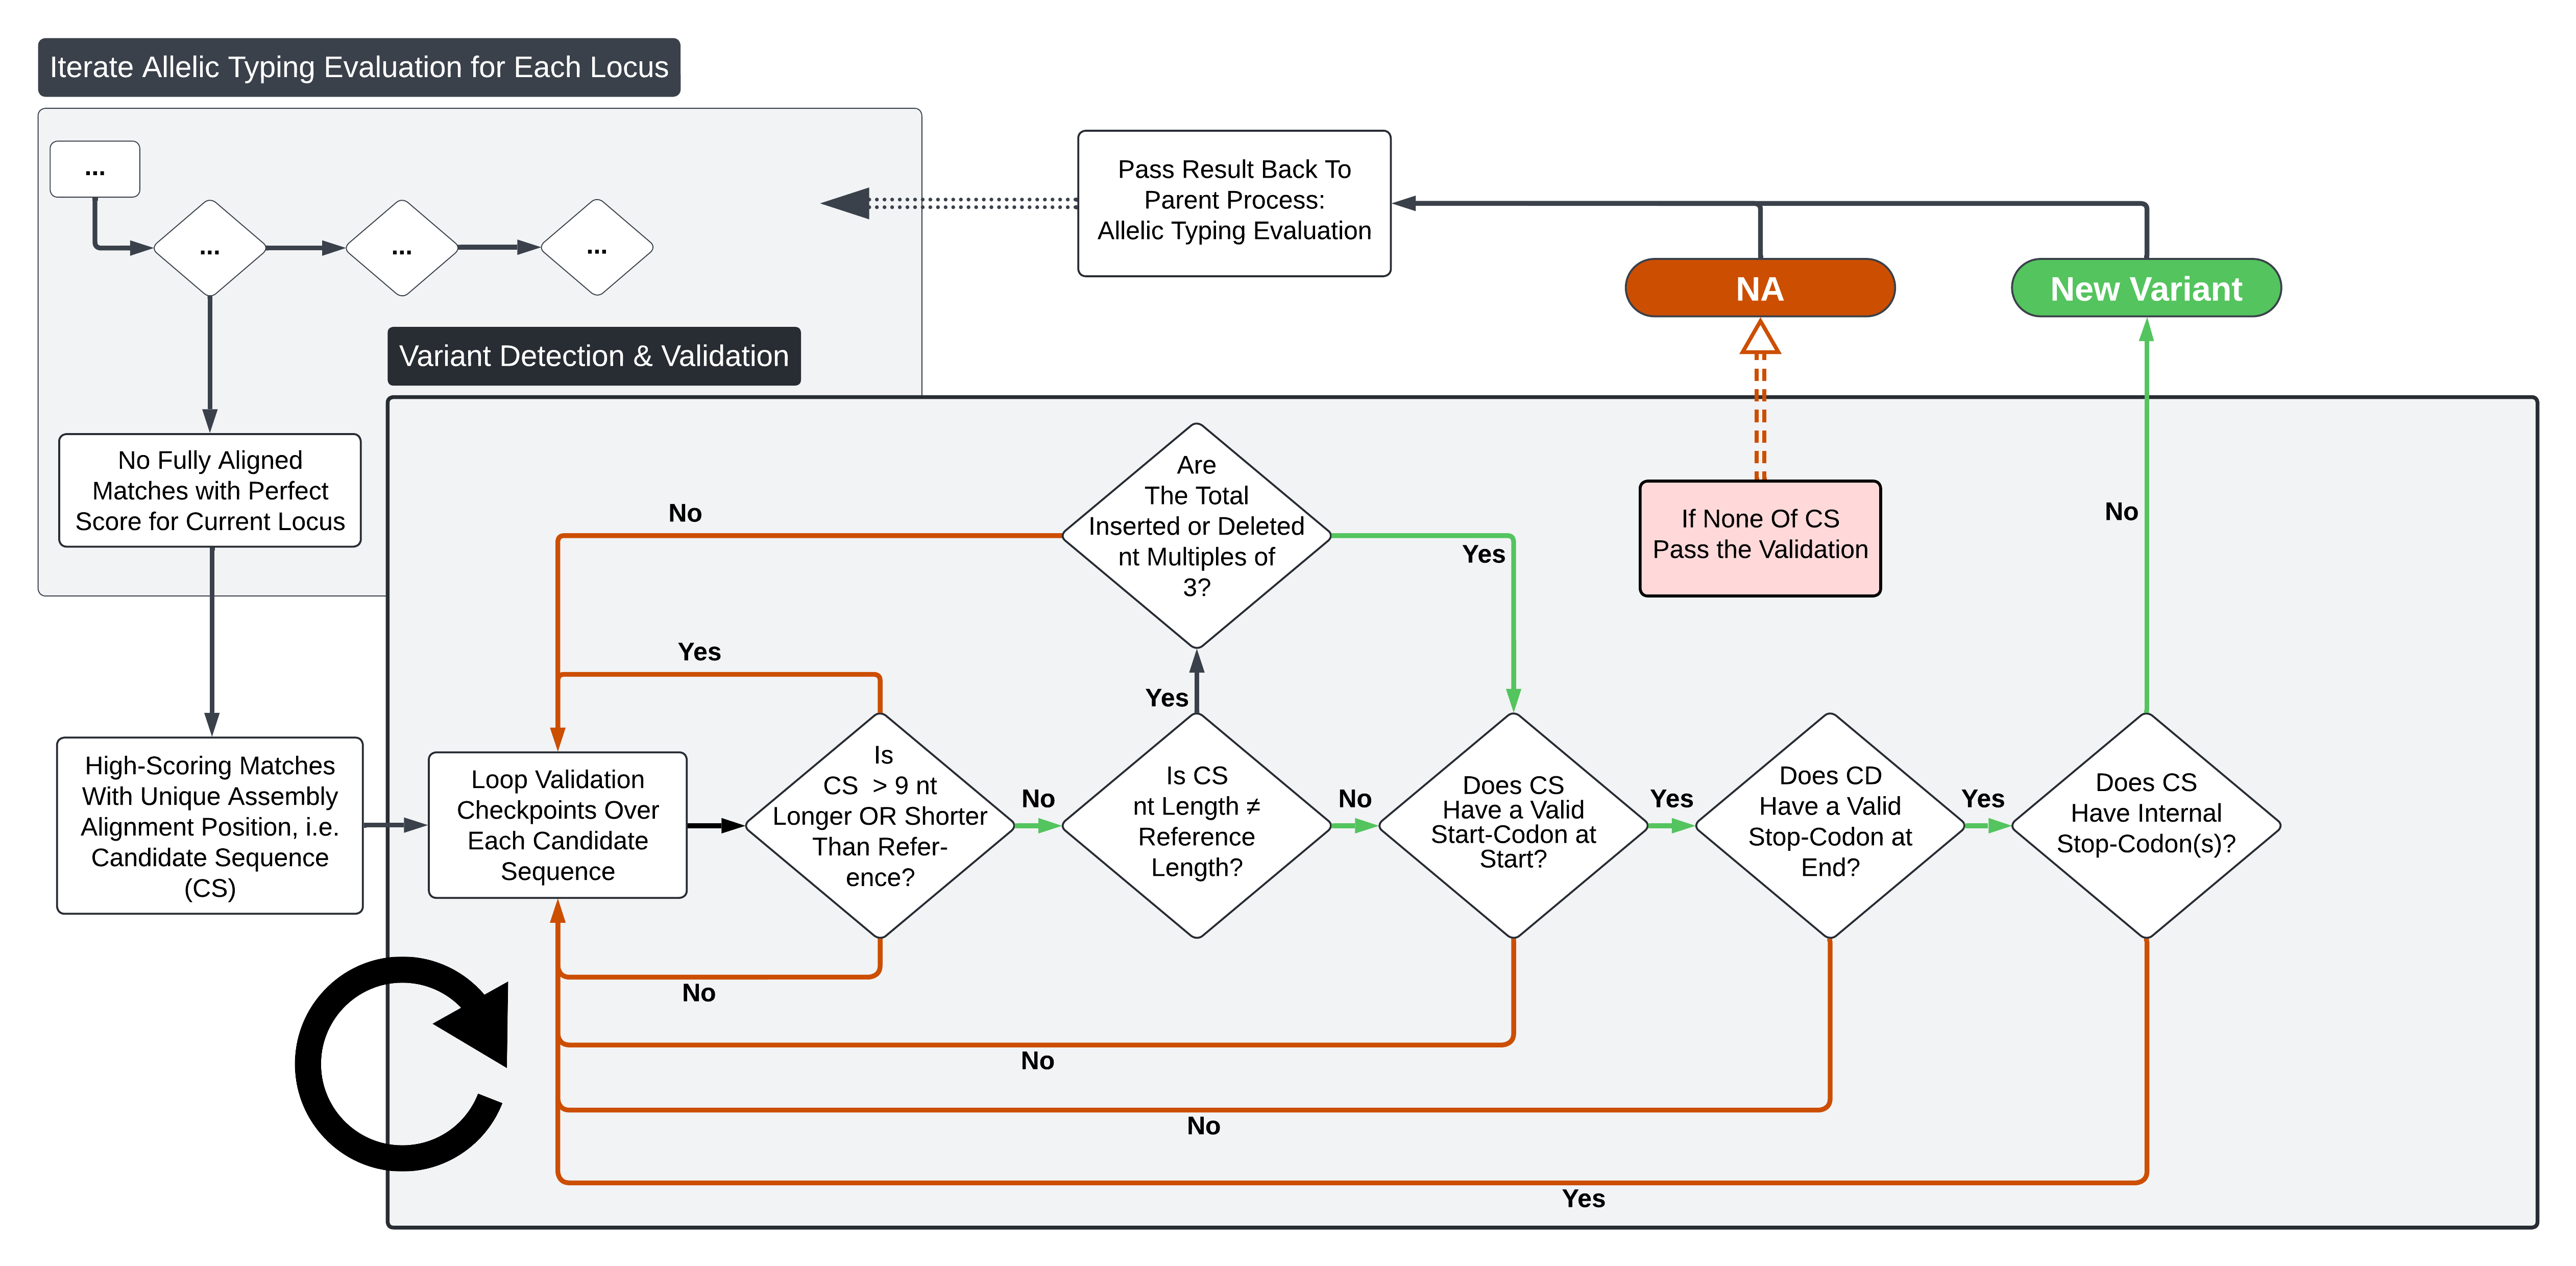 Iterate Allelic Typing Evaluation for Each Locus
...
...
...
...
Pass Result Back To
Parent Process:
Allelic Typing Evaluation
NA
New Variant
Variant Detection & Validation
No Fully Aligned
Matches with Perfect
Score for Current Locus
High-Scoring Matches
With Unique Assembly
Alignment Position, i.e.
Candidate Sequence
(CS)
Loop Validation
Checkpoints Over
Each Candidate
Sequence
Is
CS > 9 nt
Longer OR Shorter
Than Refer-
ence?
Yes
No
No
Is CS
nt Length ≠
Reference
Length?
Yes
No
Are
The Total
Inserted or Deleted
nt Multiples of
3?
No
Yes
Does CS
Have a Valid
Start-Codon at
Start?
Yes
No
Does CD
Have a Valid
Stop-Codon at
End?
Yes
No
Does CS
Have Internal
Stop-Codon(s)?
No
Yes
If None Of CS
Pass the Validation